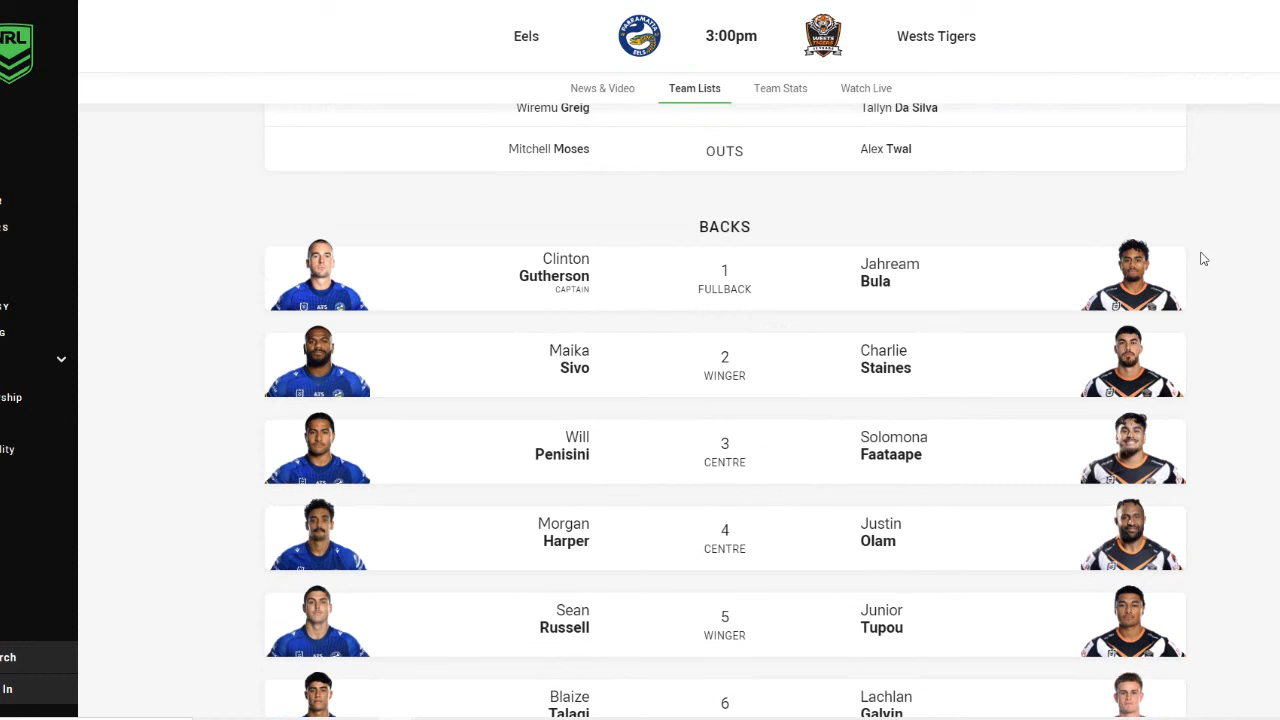 NRL
Eels
3:00pm
Wests Tigers
News & Video
Team Lists
Team Stats
Watch Live
Wiremu Greig
Tallyn Da Silva
Mitchell Moses
OUTS
Alex Twal
BACKS
Clinton
Gutherson
CAPTAIN
1
FULLBACK
Jahream
Bula
Maika
Sivo
2
WINGER
Charlie
Staines
Will
Penisini
3
CENTRE
Solomona
Faataape
Morgan
Harper
4
CENTRE
Justin
Olam
Sean
Russell
5
WINGER
Junior
Tupou
Blaize
Talagi
6
Lachlan
Galvin